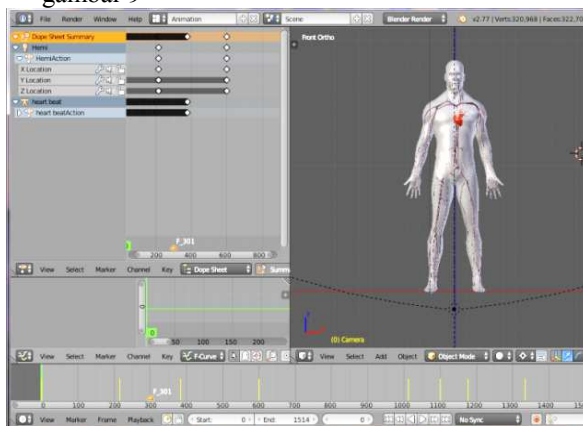 gambar 9
File Render Window Help Animation Scene Blender Render v2.77 | Verts:320,968 | Faces:322,70
Dope Sheet Summary
Hemi
HemiAction
X Location
Y Location
Z Location
heart beat
heart beatAction
Front Ortho
F_301
200 400 600 800
View Select Marker Channel Key Dope Sheet Summ
0
0
50 100 150 200
(0) Camera
View Select Marker Channel Key F-Curve
View Select Add Object Object Mode
F_301
0 100 200 300 400 500 600 700 800 900 1000 1100 1200 1300 1400
View Marker Frame Playback Start: 0 End: 1514 0 No Sync